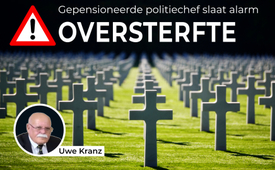 Gepensioneerde politiechef slaat alarm
OVERSTERFTE
Uwe Kranz